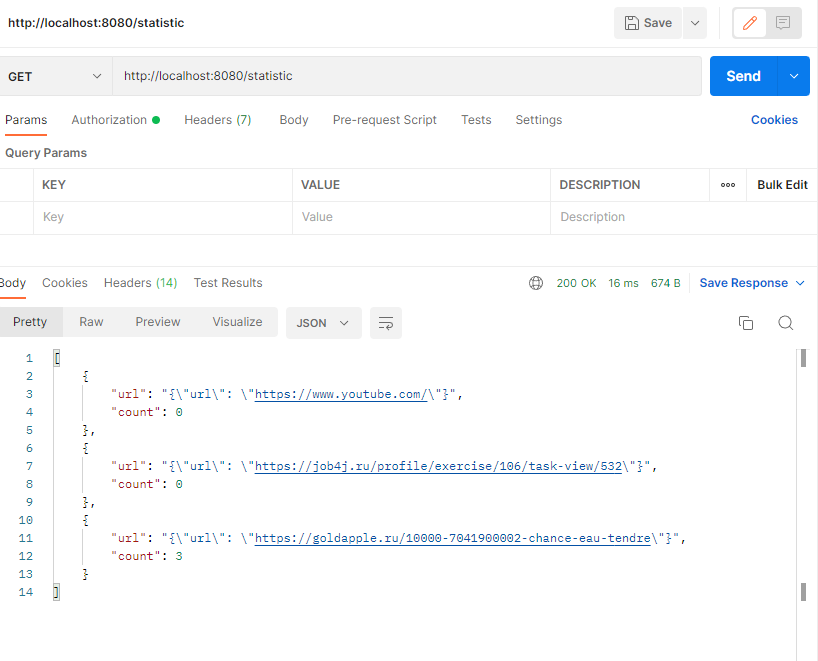 http://localhost:8080/statistic
Save
GET
http://localhost:8080/statistic
Send
Params Authorization Headers (7) Body Pre-request Script Tests Settings Cookies
Query Params
KEY VALUE DESCRIPTION ooo Bulk Edit
Key Value Description
Body Cookies Headers (14) Test Results 200 OK 16 ms 674 B Save Response
Pretty Raw Preview Visualize JSON
1 [
2 {
3 "url": "{\"url\": \"https://www.youtube.com/\"}",
4 "count": 0
5 },
6 {
7 "url": "{\"url\": \"https://job4j.ru/profile/exercise/106/task-view/532\"}",
8 "count": 0
9 },
10 {
11 "url": "{\"url\": \"https://goldapple.ru/10000-7041900002-chance-eau-tendre\"}",
12 "count": 3
13 }
14 ]